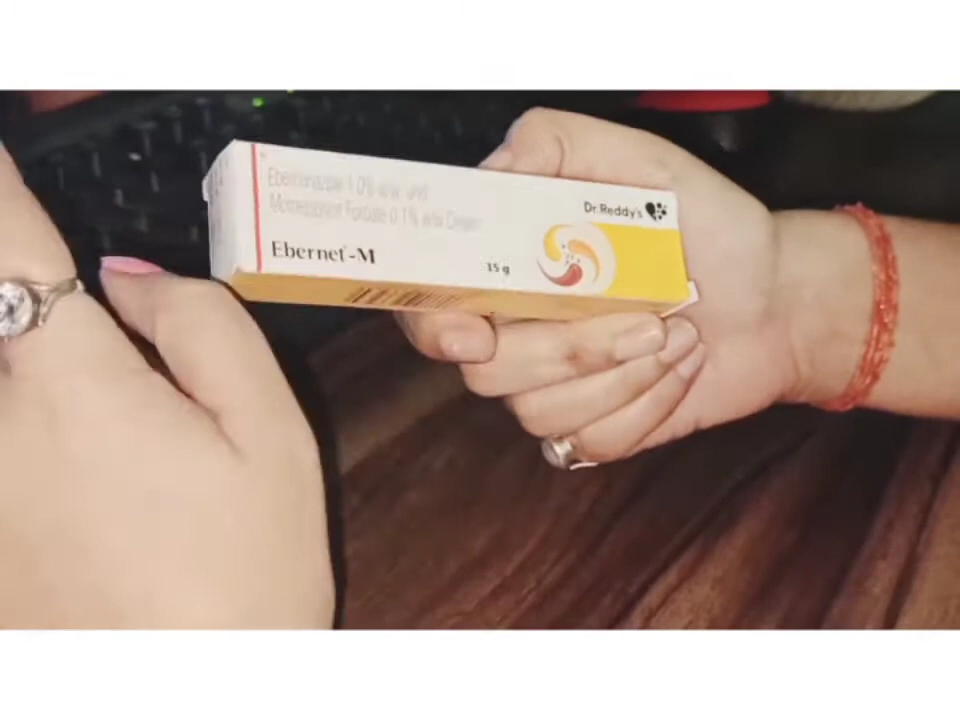 Eberconazole 1.0% w/w and
Mometasone Furoate 0.1% w/w Cream
Ebernet®-M
15 g
Dr.Reddy's